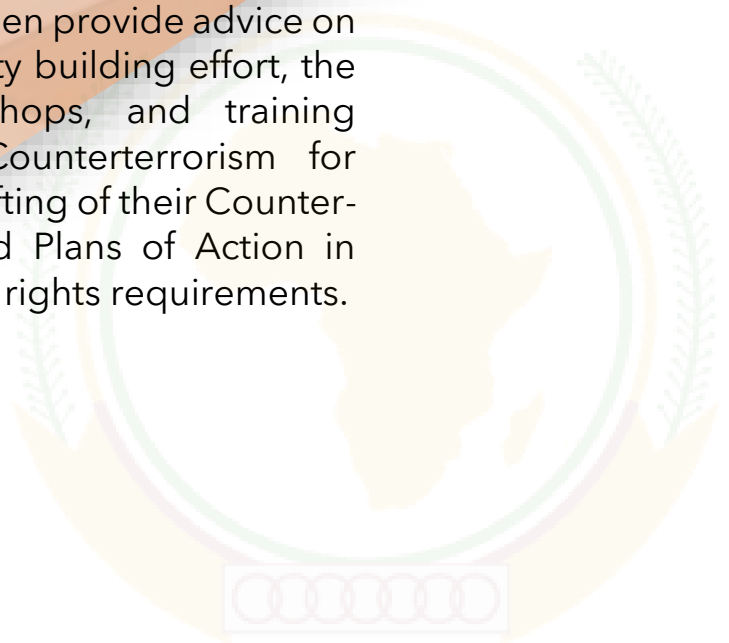 en provide advice on
ty building effort, the
hops, and training
Counterterrorism for
fting of their Counter-
d Plans of Action in
rights requirements.